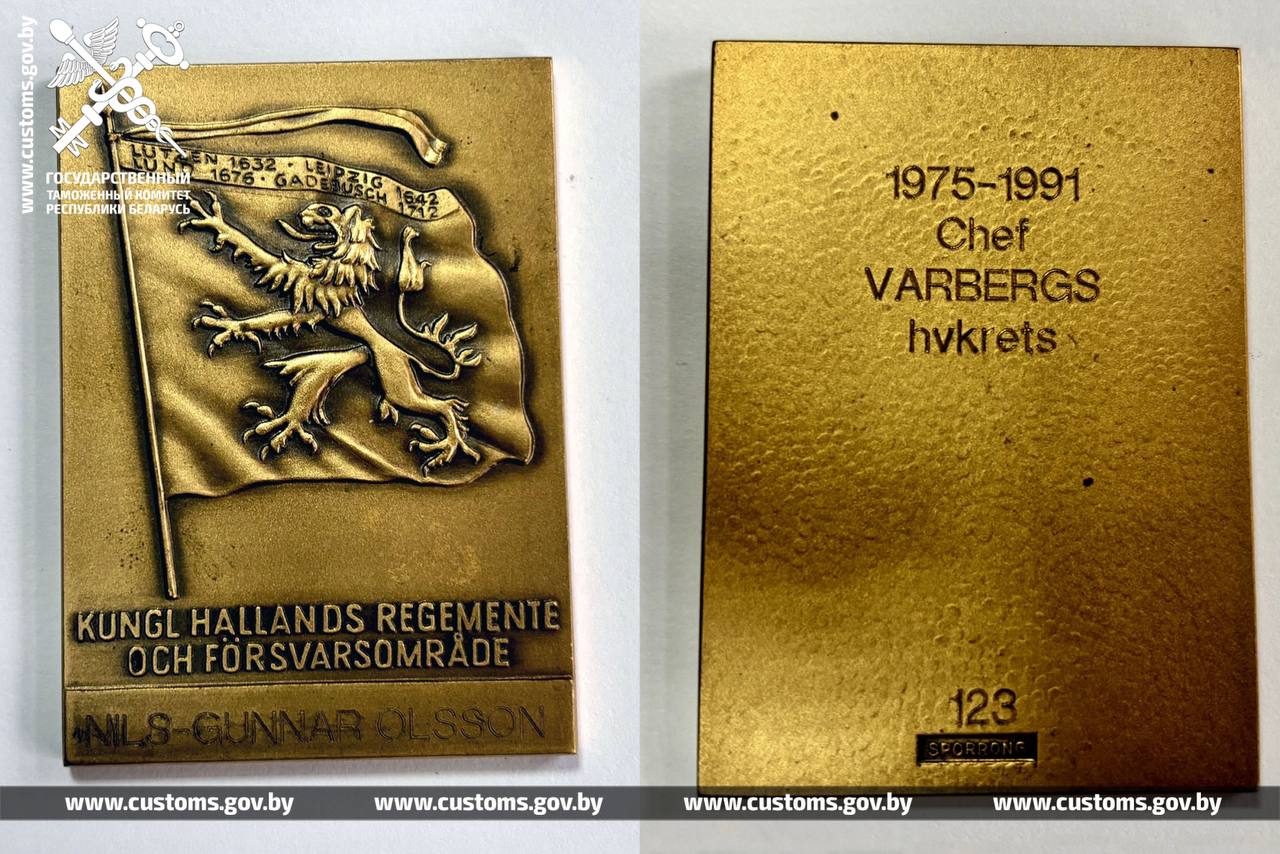 www.customs.gov.by
ГОСУДАРСТВЕННЫЙ
ТАМОЖЕННЫЙ КОМИТЕТ
РЕСПУБЛИКИ БЕЛАРУСЬ
LUTZEN 1632 · LEIPZIG 1642
LUND 1676 · GADEBUSCH 1712
KUNGL HALLANDS REGEMENTE
OCH FÖRSVARSOMRÅDE
NILS-GUNNAR OLSSON
1975-1991
Chef
VARBERGS
hvkrets
123
SPORRONG
www.customs.gov.by www.customs.gov.by www.customs.gov.by www.customs.gov.by